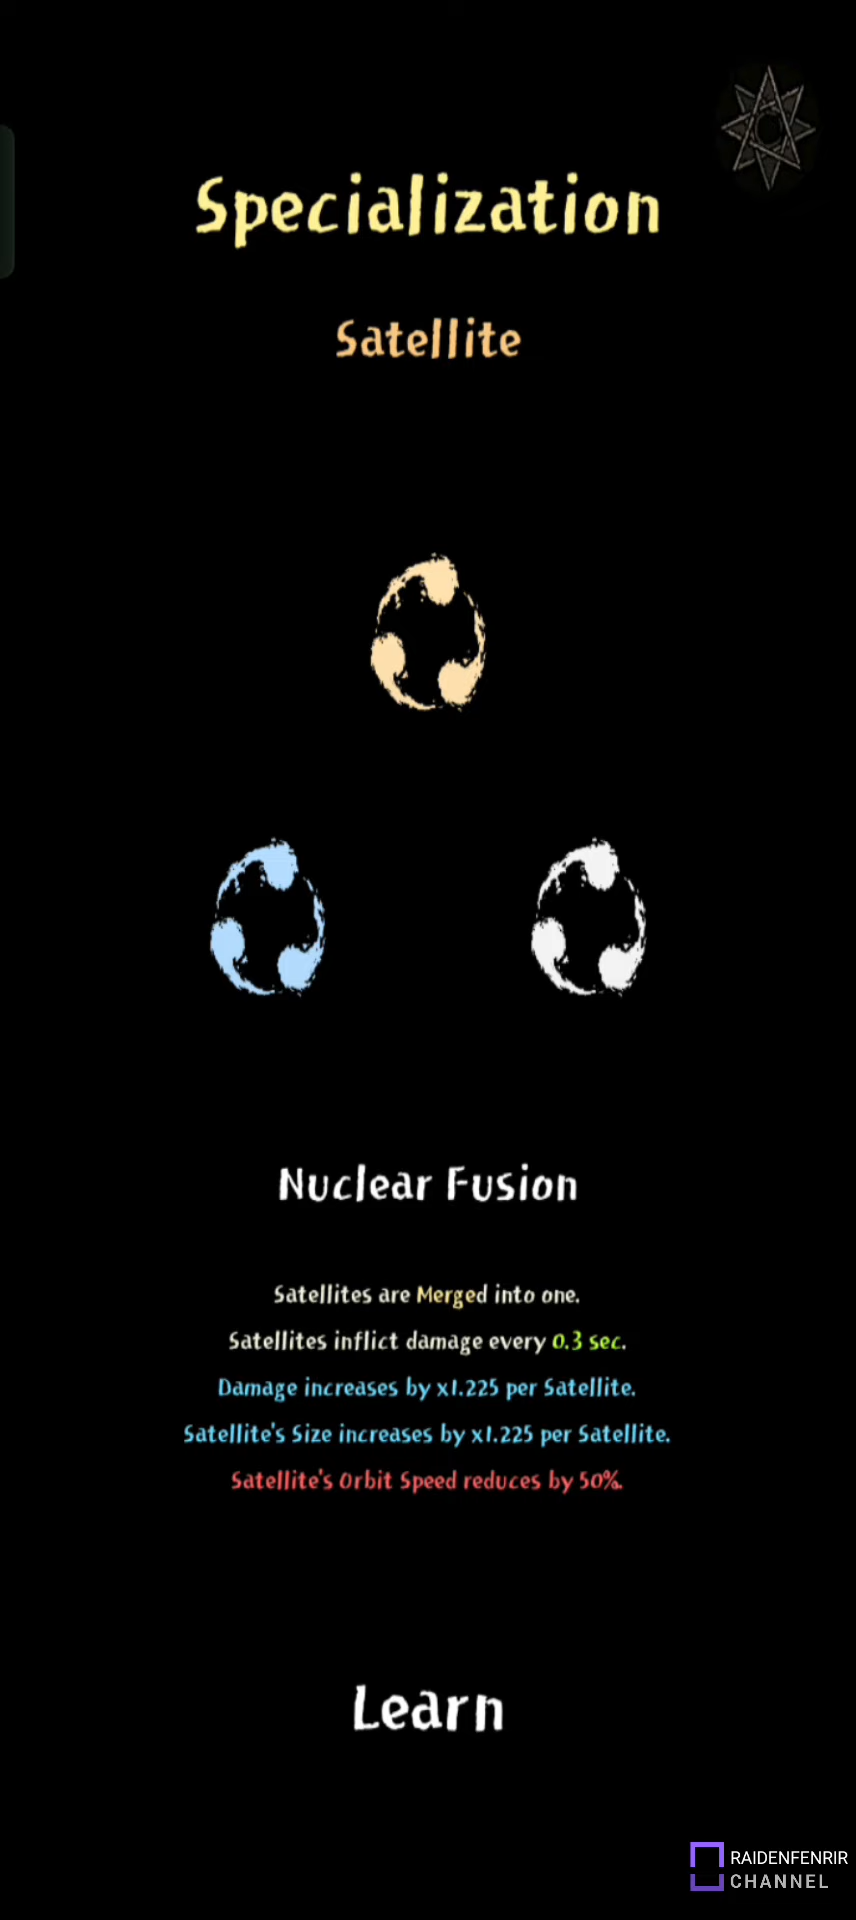 Specialization
Satellite
Nuclear Fusion
Satellites are Merged into one.
Satellites inflict damage every 0.3 sec.
Damage increases by x1.225 per Satellite.
Satellite's Size increases by x1.225 per Satellite.
Satellite's Orbit Speed reduces by 50%.
Learn
RAIDENFENRIR
CHANNEL